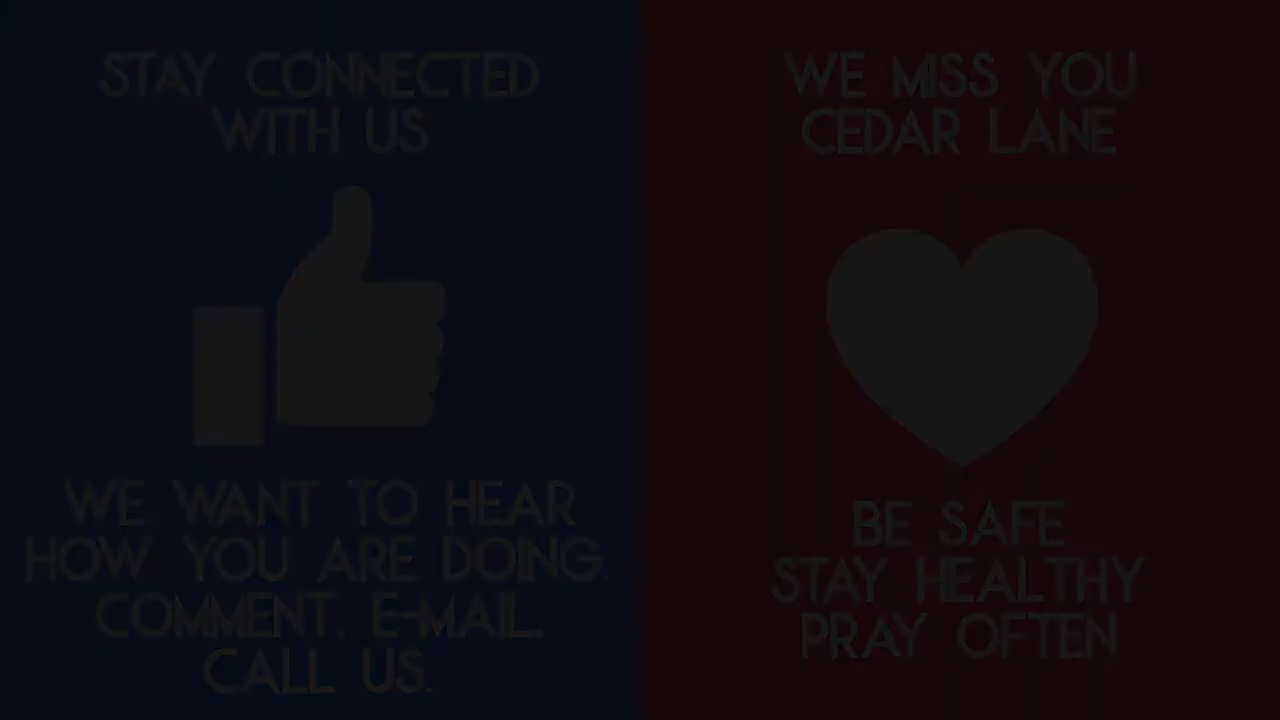 STAY CONNECTED
WITH US
WE WANT TO HEAR
HOW YOU ARE DOING.
COMMENT. E-MAIL.
CALL US.
WE MISS YOU
CEDAR LANE
BE SAFE
STAY HEALTHY
PRAY OFTEN